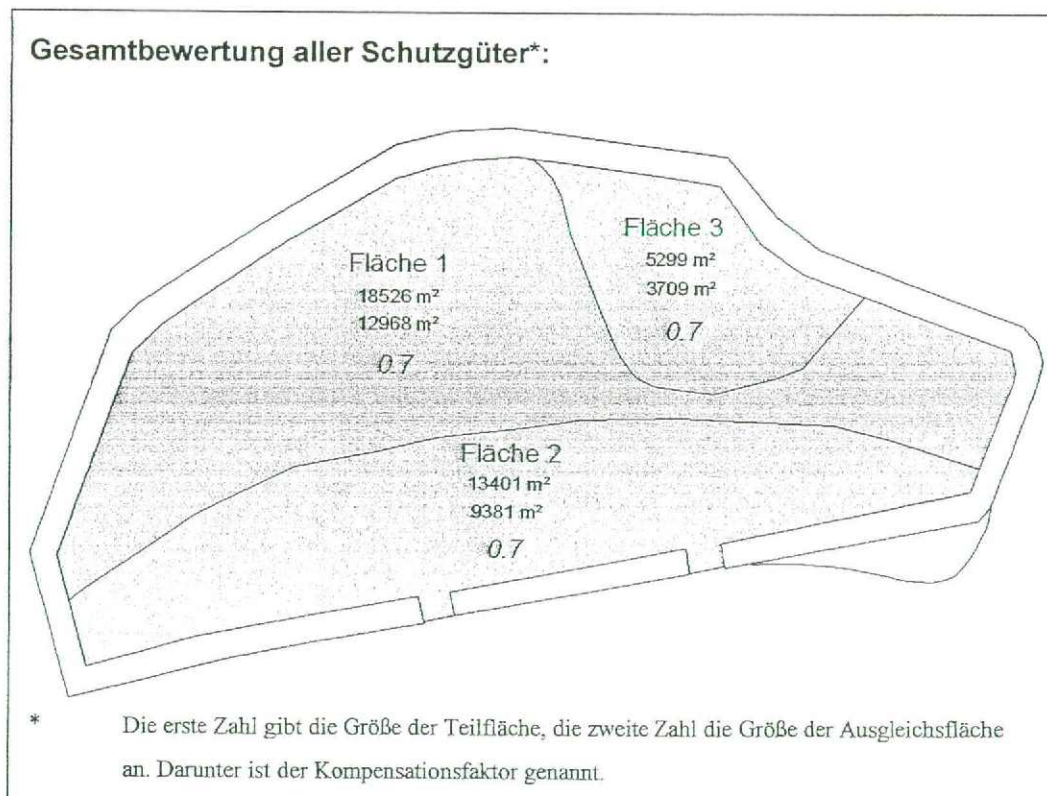 Gesamtbewertung aller Schutzgüter*:
Fläche 1
18526 m²
12968 m²
0.7
Fläche 3
5299 m²
3709 m²
0.7
Fläche 2
13401 m²
9381 m²
0.7
* Die erste Zahl gibt die Größe der Teilfläche, die zweite Zahl die Größe der Ausgleichsfläche
an. Darunter ist der Kompensationsfaktor genannt.